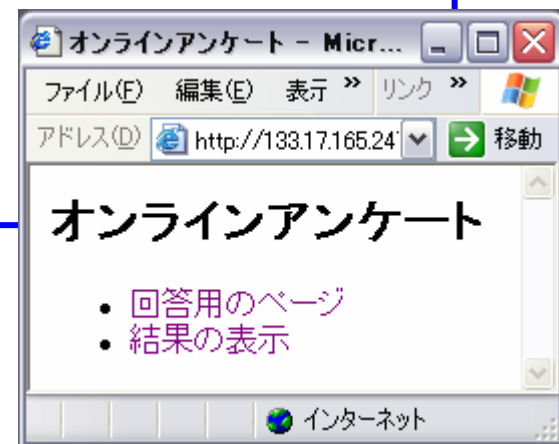 オンラインアンケート - Micr...
ファイル(F) 編集(E) 表示 » リンク »
アドレス(D) http://133.17.165.24 移動
オンラインアンケート
• 回答用のページ
• 結果の表示
インターネット